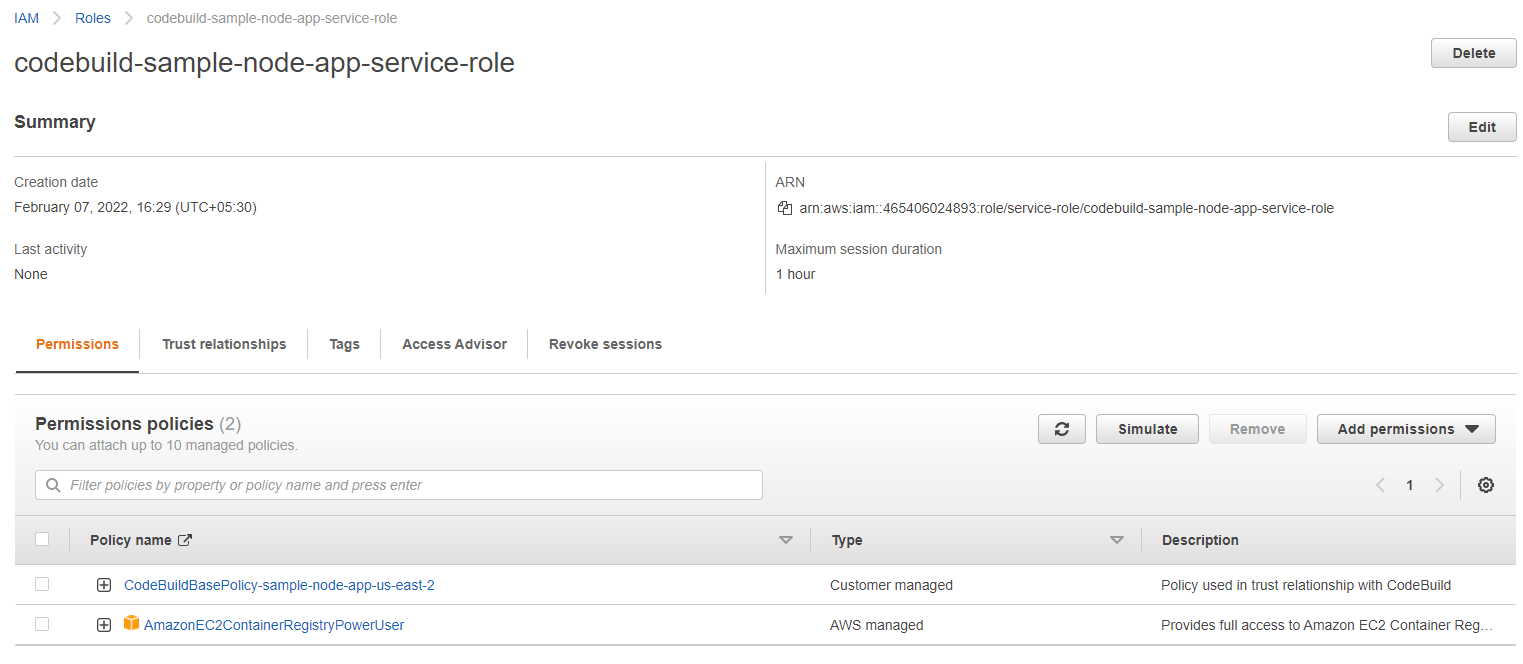 IAM > Roles > codebuild-sample-node-app-service-role
codebuild-sample-node-app-service-role
Delete
Summary
Edit
Creation date
February 07, 2022, 16:29 (UTC+05:30)
ARN
arn:aws:iam::465406024893:role/service-role/codebuild-sample-node-app-service-role
Last activity
None
Maximum session duration
1 hour
Permissions Trust relationships Tags Access Advisor Revoke sessions
Permissions policies (2)
You can attach up to 10 managed policies.
Simulate Remove Add permissions
Filter policies by property or policy name and press enter
1
Policy name Type Description
CodeBuildBasePolicy-sample-node-app-us-east-2 Customer managed Policy used in trust relationship with CodeBuild
AmazonEC2ContainerRegistryPowerUser AWS managed Provides full access to Amazon EC2 Container Reg…